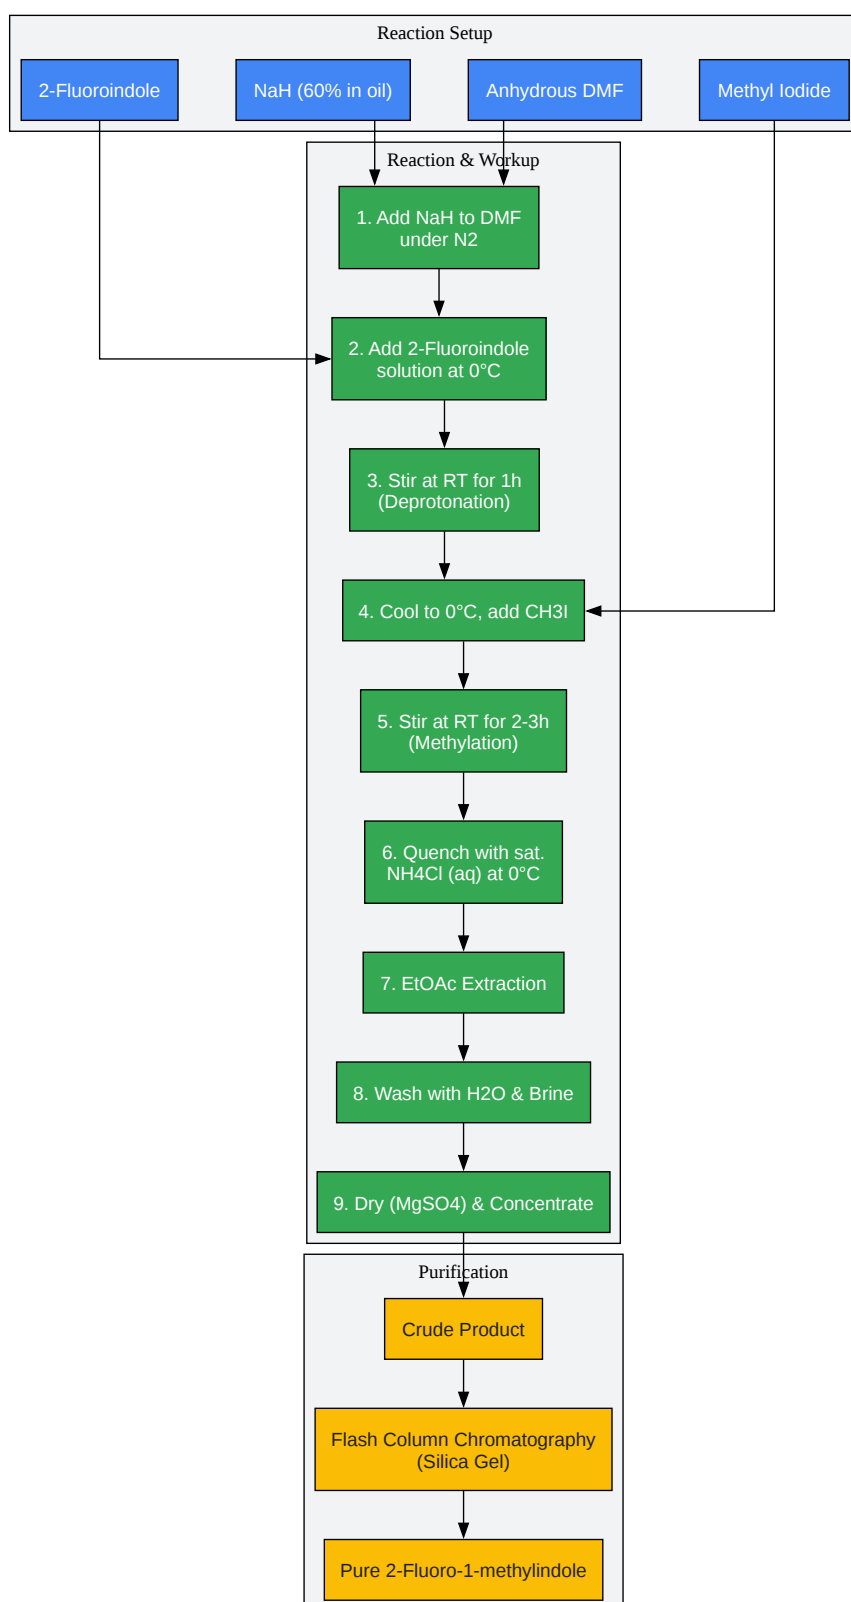 Reaction Setup
2-Fluoroindole
NaH (60% in oil)
Anhydrous DMF
Methyl Iodide
Reaction & Workup
1. Add NaH to DMF
under N2
2. Add 2-Fluoroindole
solution at 0°C
3. Stir at RT for 1h
(Deprotonation)
4. Cool to 0°C, add CH3I
5. Stir at RT for 2-3h
(Methylation)
6. Quench with sat.
NH4Cl (aq) at 0°C
7. EtOAc Extraction
8. Wash with H2O & Brine
9. Dry (MgSO4) & Concentrate
Purification
Crude Product
Flash Column Chromatography
(Silica Gel)
Pure 2-Fluoro-1-methylindole